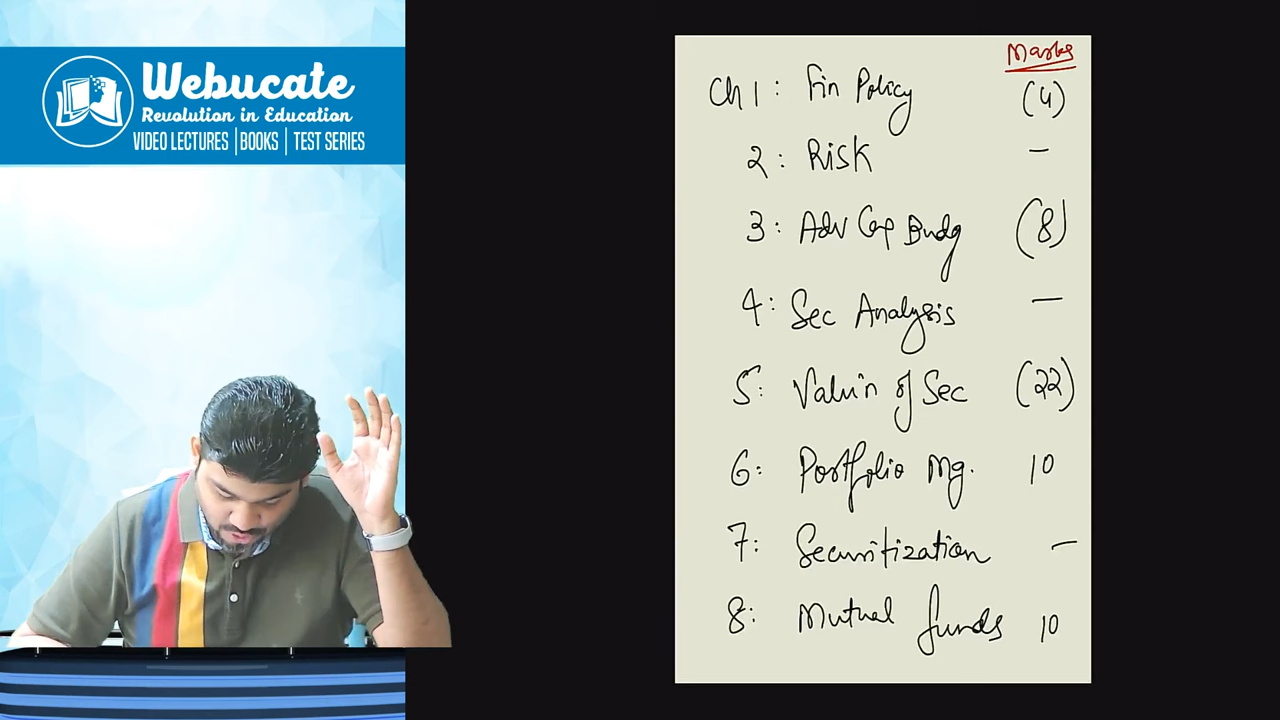 Webucate
Revolution in Education
VIDEO LECTURES | BOOKS | TEST SERIES
Marks
Ch 1 : Fin Policy (4)
2 : Risk –
3 : Adv Cap Budg (8)
4 : Sec Analysis –
5 : Valu'n of Sec (22)
6 : Portfolio Mg. 10
7 : Securitization –
8 : Mutual funds 10